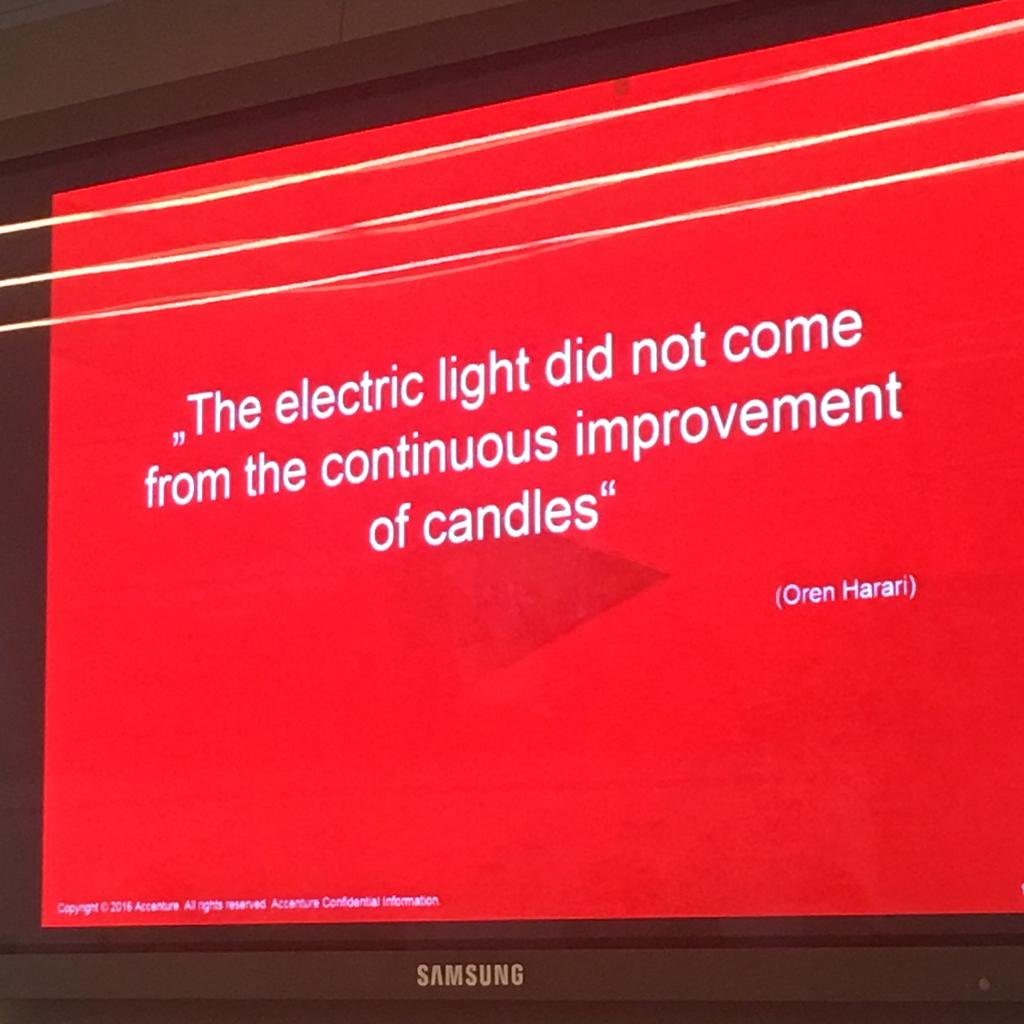 „The electric light did not come
from the continuous improvement
of candles“
(Oren Harari)
Copyright © 2016 Accenture. All rights reserved. Accenture Confidential Information.
SAMSUNG